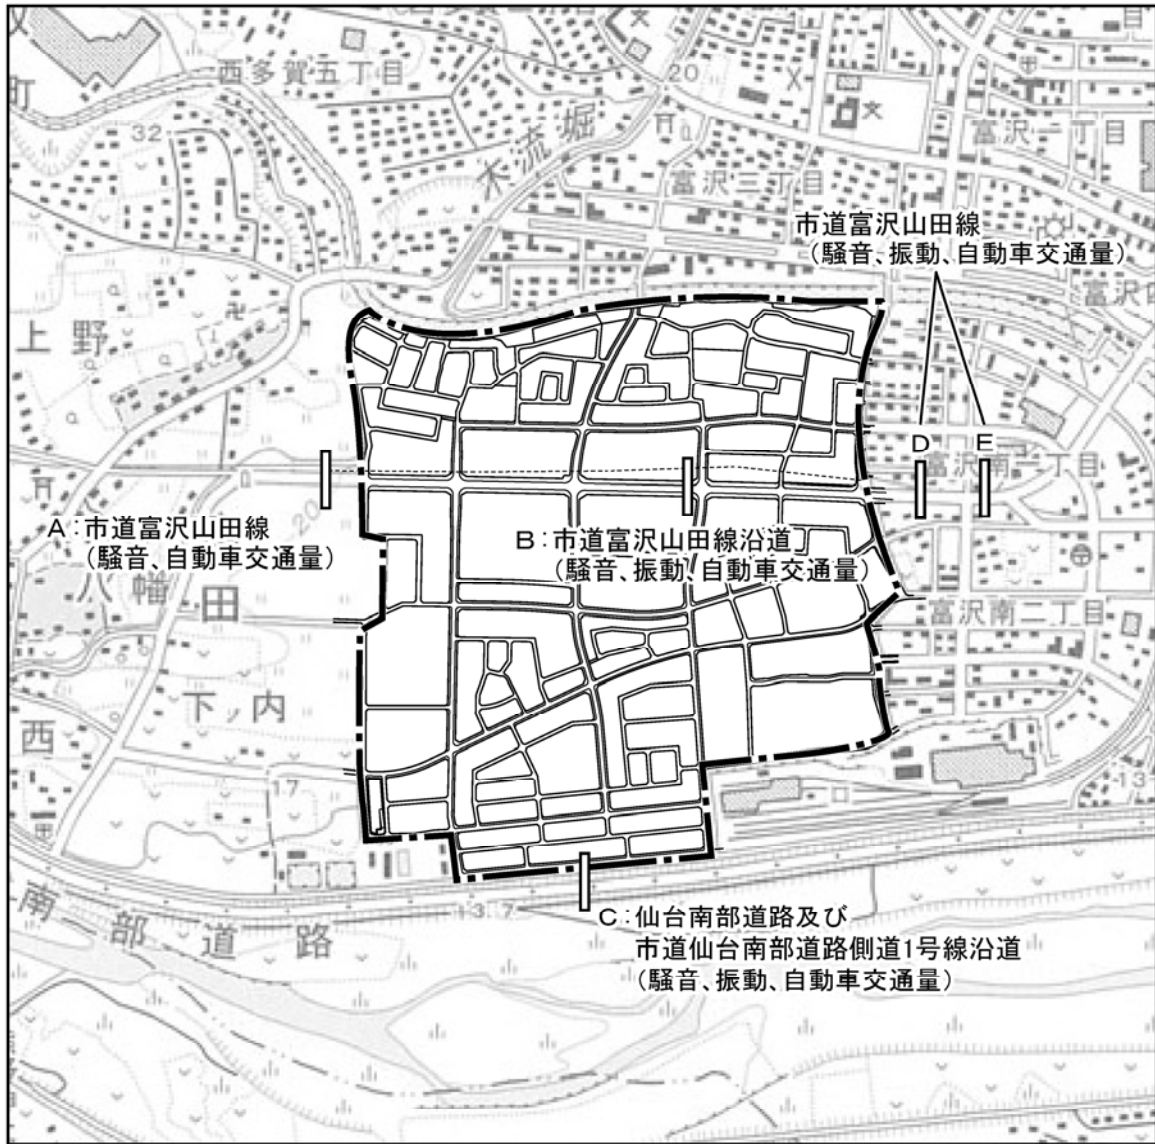 西多賀五丁目
町
32
20
木流堀
富沢一丁目
富沢三丁目
市道富沢山田線
(騒音、振動、自動車交通量)
上野
D
E
富沢南一丁目
20
A:市道富沢山田線
(騒音、自動車交通量)
B:市道富沢山田線沿道
(騒音、振動、自動車交通量)
八幡田
富沢南二丁目
下ノ内
西
17
13
南部道路
13.7
C:仙台南部道路及び
市道仙台南部道路側道1号線沿道
(騒音、振動、自動車交通量)